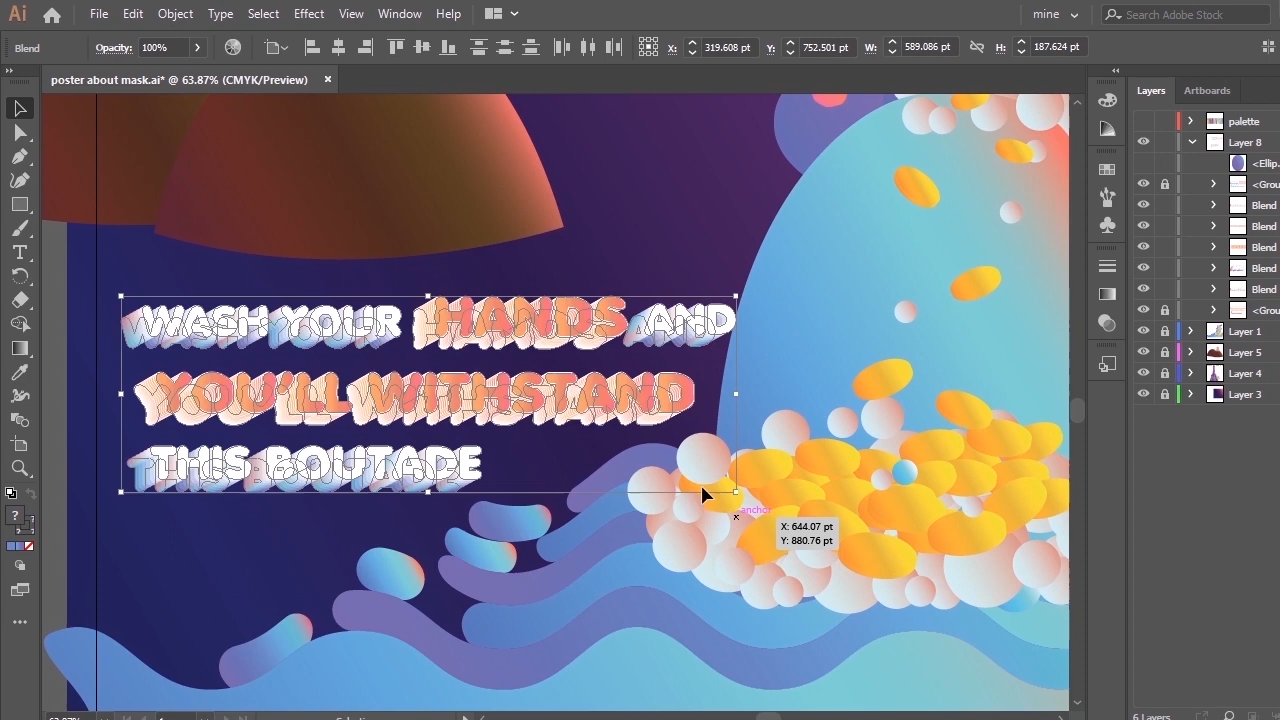 Ai File Edit Object Type Select Effect View Window Help mine Search Adobe Stock
Blend Opacity: 100% X: 319.608 pt Y: 752.501 pt W: 589.086 pt H: 187.624 pt
poster about mask.ai* @ 63.87% (CMYK/Preview) ×
Layers Artboards
palette
Layer 8
<Ellip.
<Grou
Blend
Blend
Blend
Blend
Blend
<Grou
Layer 1
Layer 5
Layer 4
Layer 3
WASH YOUR HANDS AND
YOU'LL WITHSTAND
THIS BOUTADE
anchor
X: 644.07 pt
Y: 880.76 pt
6 Layers